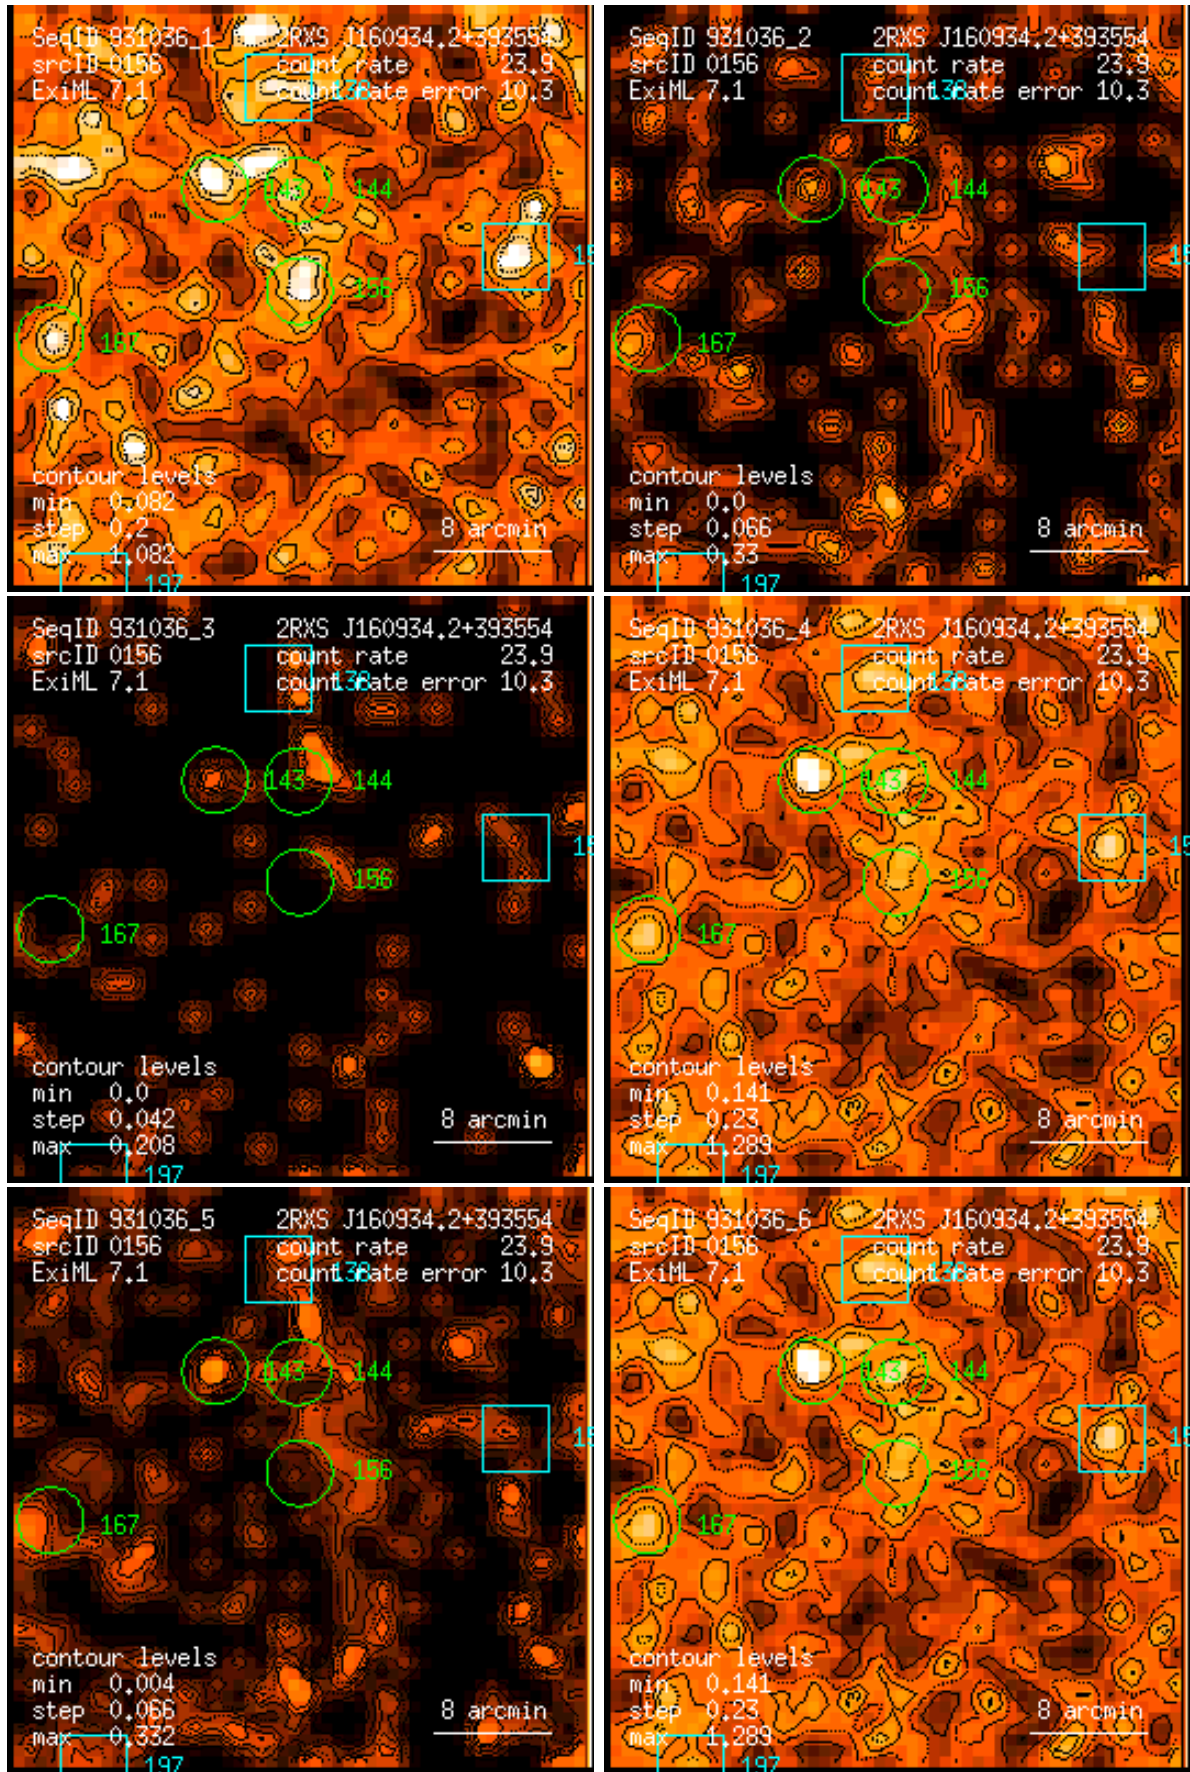 SeqID 931036_1 2RXS J160934.2+393554
srcID 0156 count rate 23.9
ExiML 7.1 count rate error 10.3
138
143 144
15
156
167
contour levels
min 0.082
step 0.2
max 1.082
8 arcmin
197
SeqID 931036_2 2RXS J160934.2+393554
srcID 0156 count rate 23.9
ExiML 7.1 count rate error 10.3
138
143 144
15
156
167
contour levels
min 0.0
step 0.066
max 0.33
8 arcmin
197
SeqID 931036_3 2RXS J160934.2+393554
srcID 0156 count rate 23.9
ExiML 7.1 count rate error 10.3
138
143 144
15
156
167
contour levels
min 0.0
step 0.042
max 0.208
8 arcmin
197
SeqID 931036_4 2RXS J160934.2+393554
srcID 0156 count rate 23.9
ExiML 7.1 count rate error 10.3
138
143 144
15
156
167
contour levels
min 0.141
step 0.23
max 1.289
8 arcmin
197
SeqID 931036_5 2RXS J160934.2+393554
srcID 0156 count rate 23.9
ExiML 7.1 count rate error 10.3
138
143 144
15
156
167
contour levels
min 0.004
step 0.066
max 0.332
8 arcmin
197
SeqID 931036_6 2RXS J160934.2+393554
srcID 0156 count rate 23.9
ExiML 7.1 count rate error 10.3
138
143 144
15
156
167
contour levels
min 0.141
step 0.23
max 1.289
8 arcmin
197